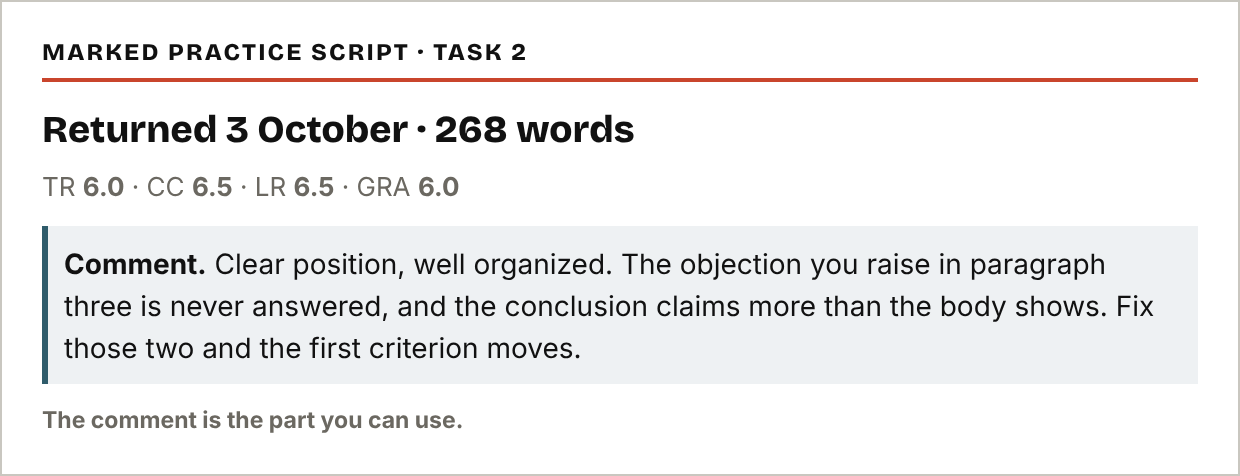 MARKED PRACTICE SCRIPT · TASK 2
Returned 3 October · 268 words
TR 6.0 · CC 6.5 · LR 6.5 · GRA 6.0
Comment. Clear position, well organized. The objection you raise in paragraph
three is never answered, and the conclusion claims more than the body shows. Fix
those two and the first criterion moves.
The comment is the part you can use.